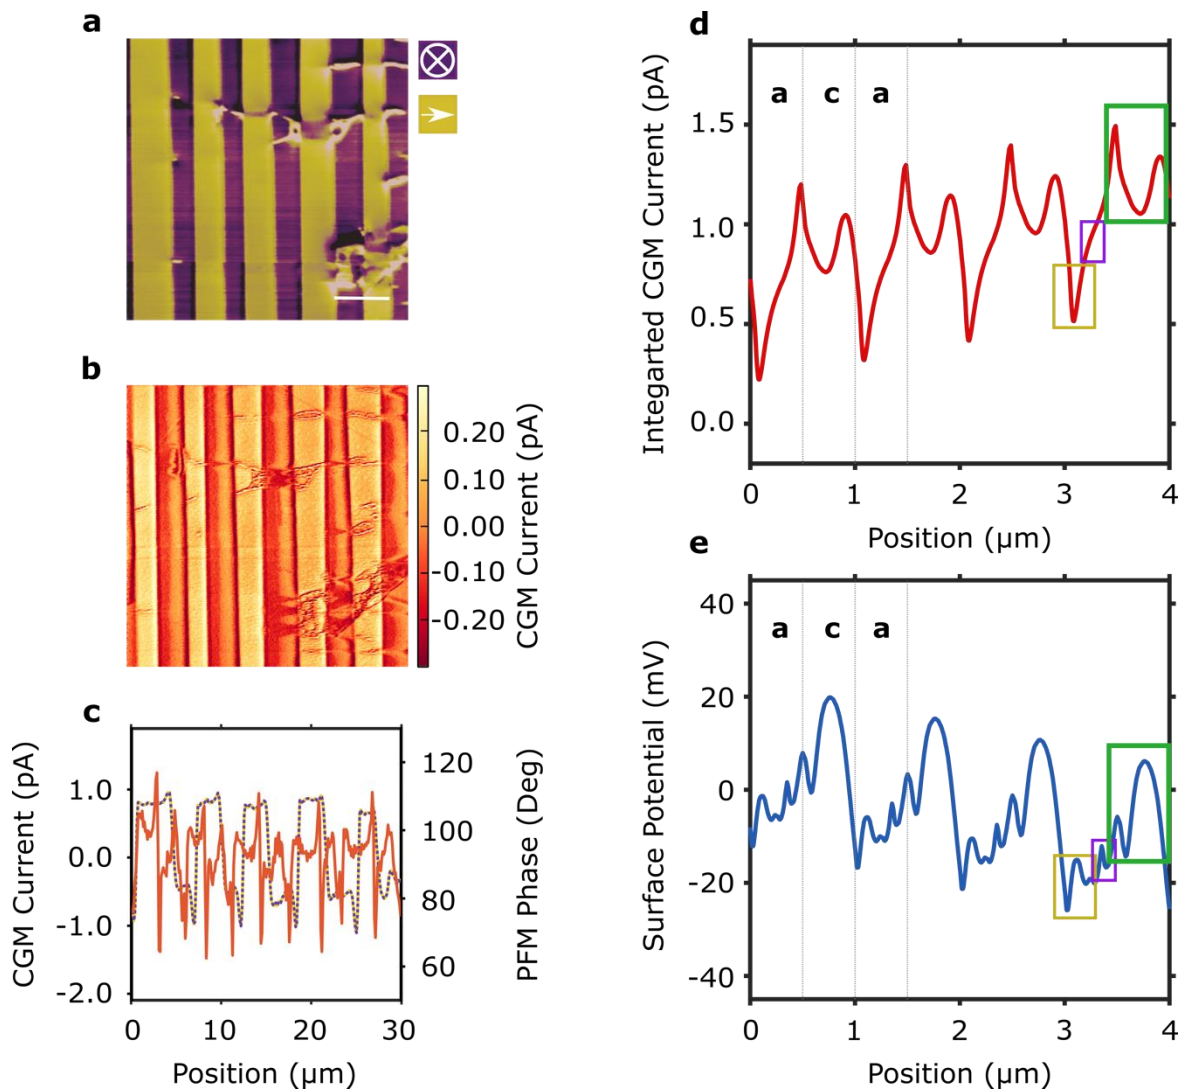 a
b
0.20
0.10
0.00
-0.10
-0.20
CGM Current (pA)
c
CGM Current (pA)
1.0
0.0
-1.0
-2.0
120
100
80
60
PFM Phase (Deg)
0 10 20 30
Position (μm)
d
a c a
Integarted CGM Current (pA)
1.5
1.0
0.5
0.0
0 1 2 3 4
Position (μm)
e
a c a
Surface Potential (mV)
40
20
0
-20
-40
0 1 2 3 4
Position (μm)